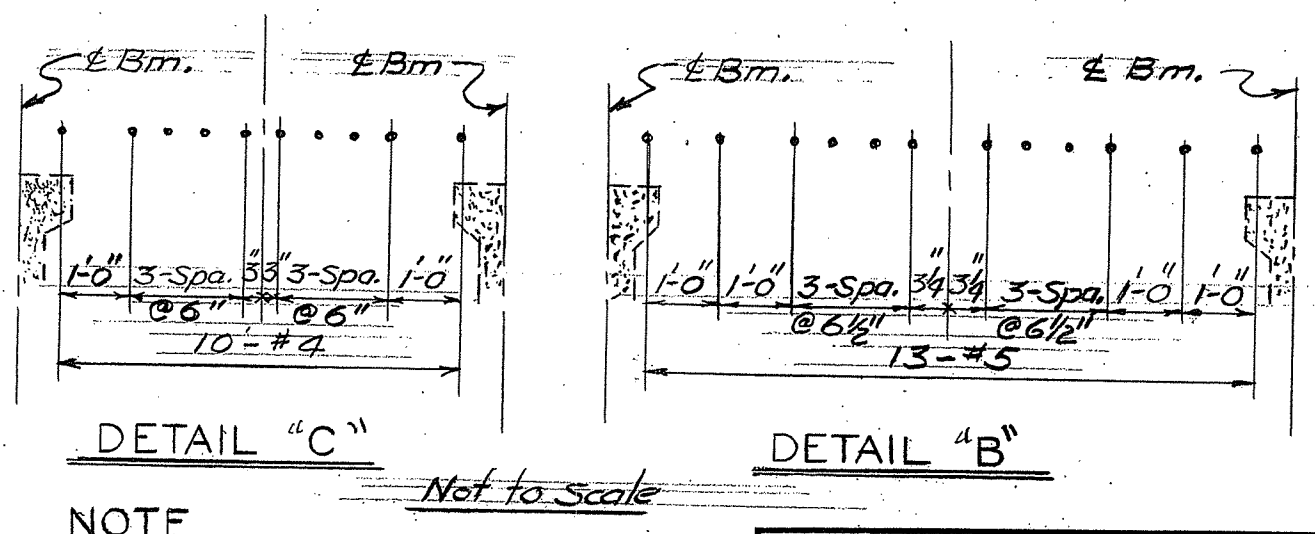 ℄ Bm. ℄ Bm
1'-0" 3-Spa. 3" 3" 3-Spa. 1'-0"
@ 6" @ 6"
10'-#4
DETAIL "C"
℄ Bm. ℄ Bm.
1'-0" 1'-0" 3-Spa. 3¼" 3¼" 3-Spa. 1'-0" 1'-0"
@ 6½" @ 6½"
13-#5
DETAIL "B"
Not to Scale
NOTE